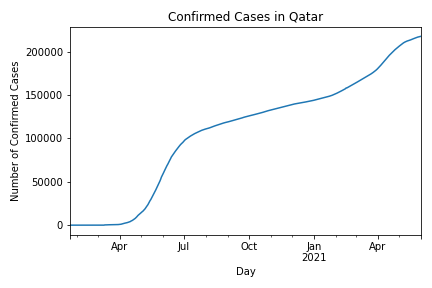 Confirmed Cases in Qatar
Number of Confirmed Cases
200000
150000
100000
50000
0
Apr
Jul
Oct
Jan
2021
Apr
Day